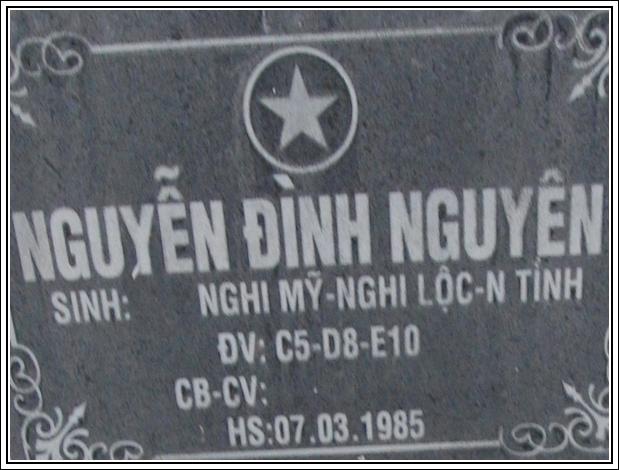 NGUYỄN ĐÌNH NGUYÊN
SINH: NGHI MỸ-NGHI LỘC-N TĨNH
ĐV: C5-D8-E10
CB-CV:
HS:07.03.1985